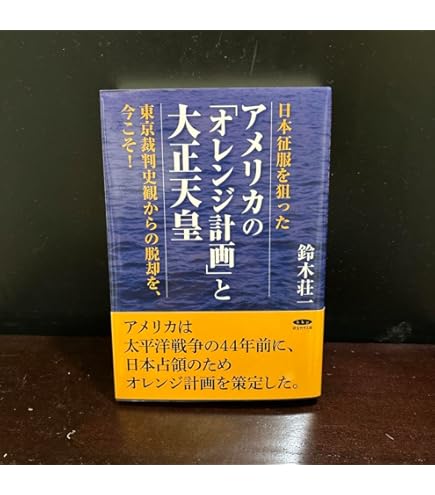 日本征服を狙った
アメリカの
「オレンジ計画」と
大正天皇
東京裁判史観からの脱却を、
今こそ！
鈴木荘一
アメリカは
太平洋戦争の44年前に、
日本占領のため
オレンジ計画を策定した。